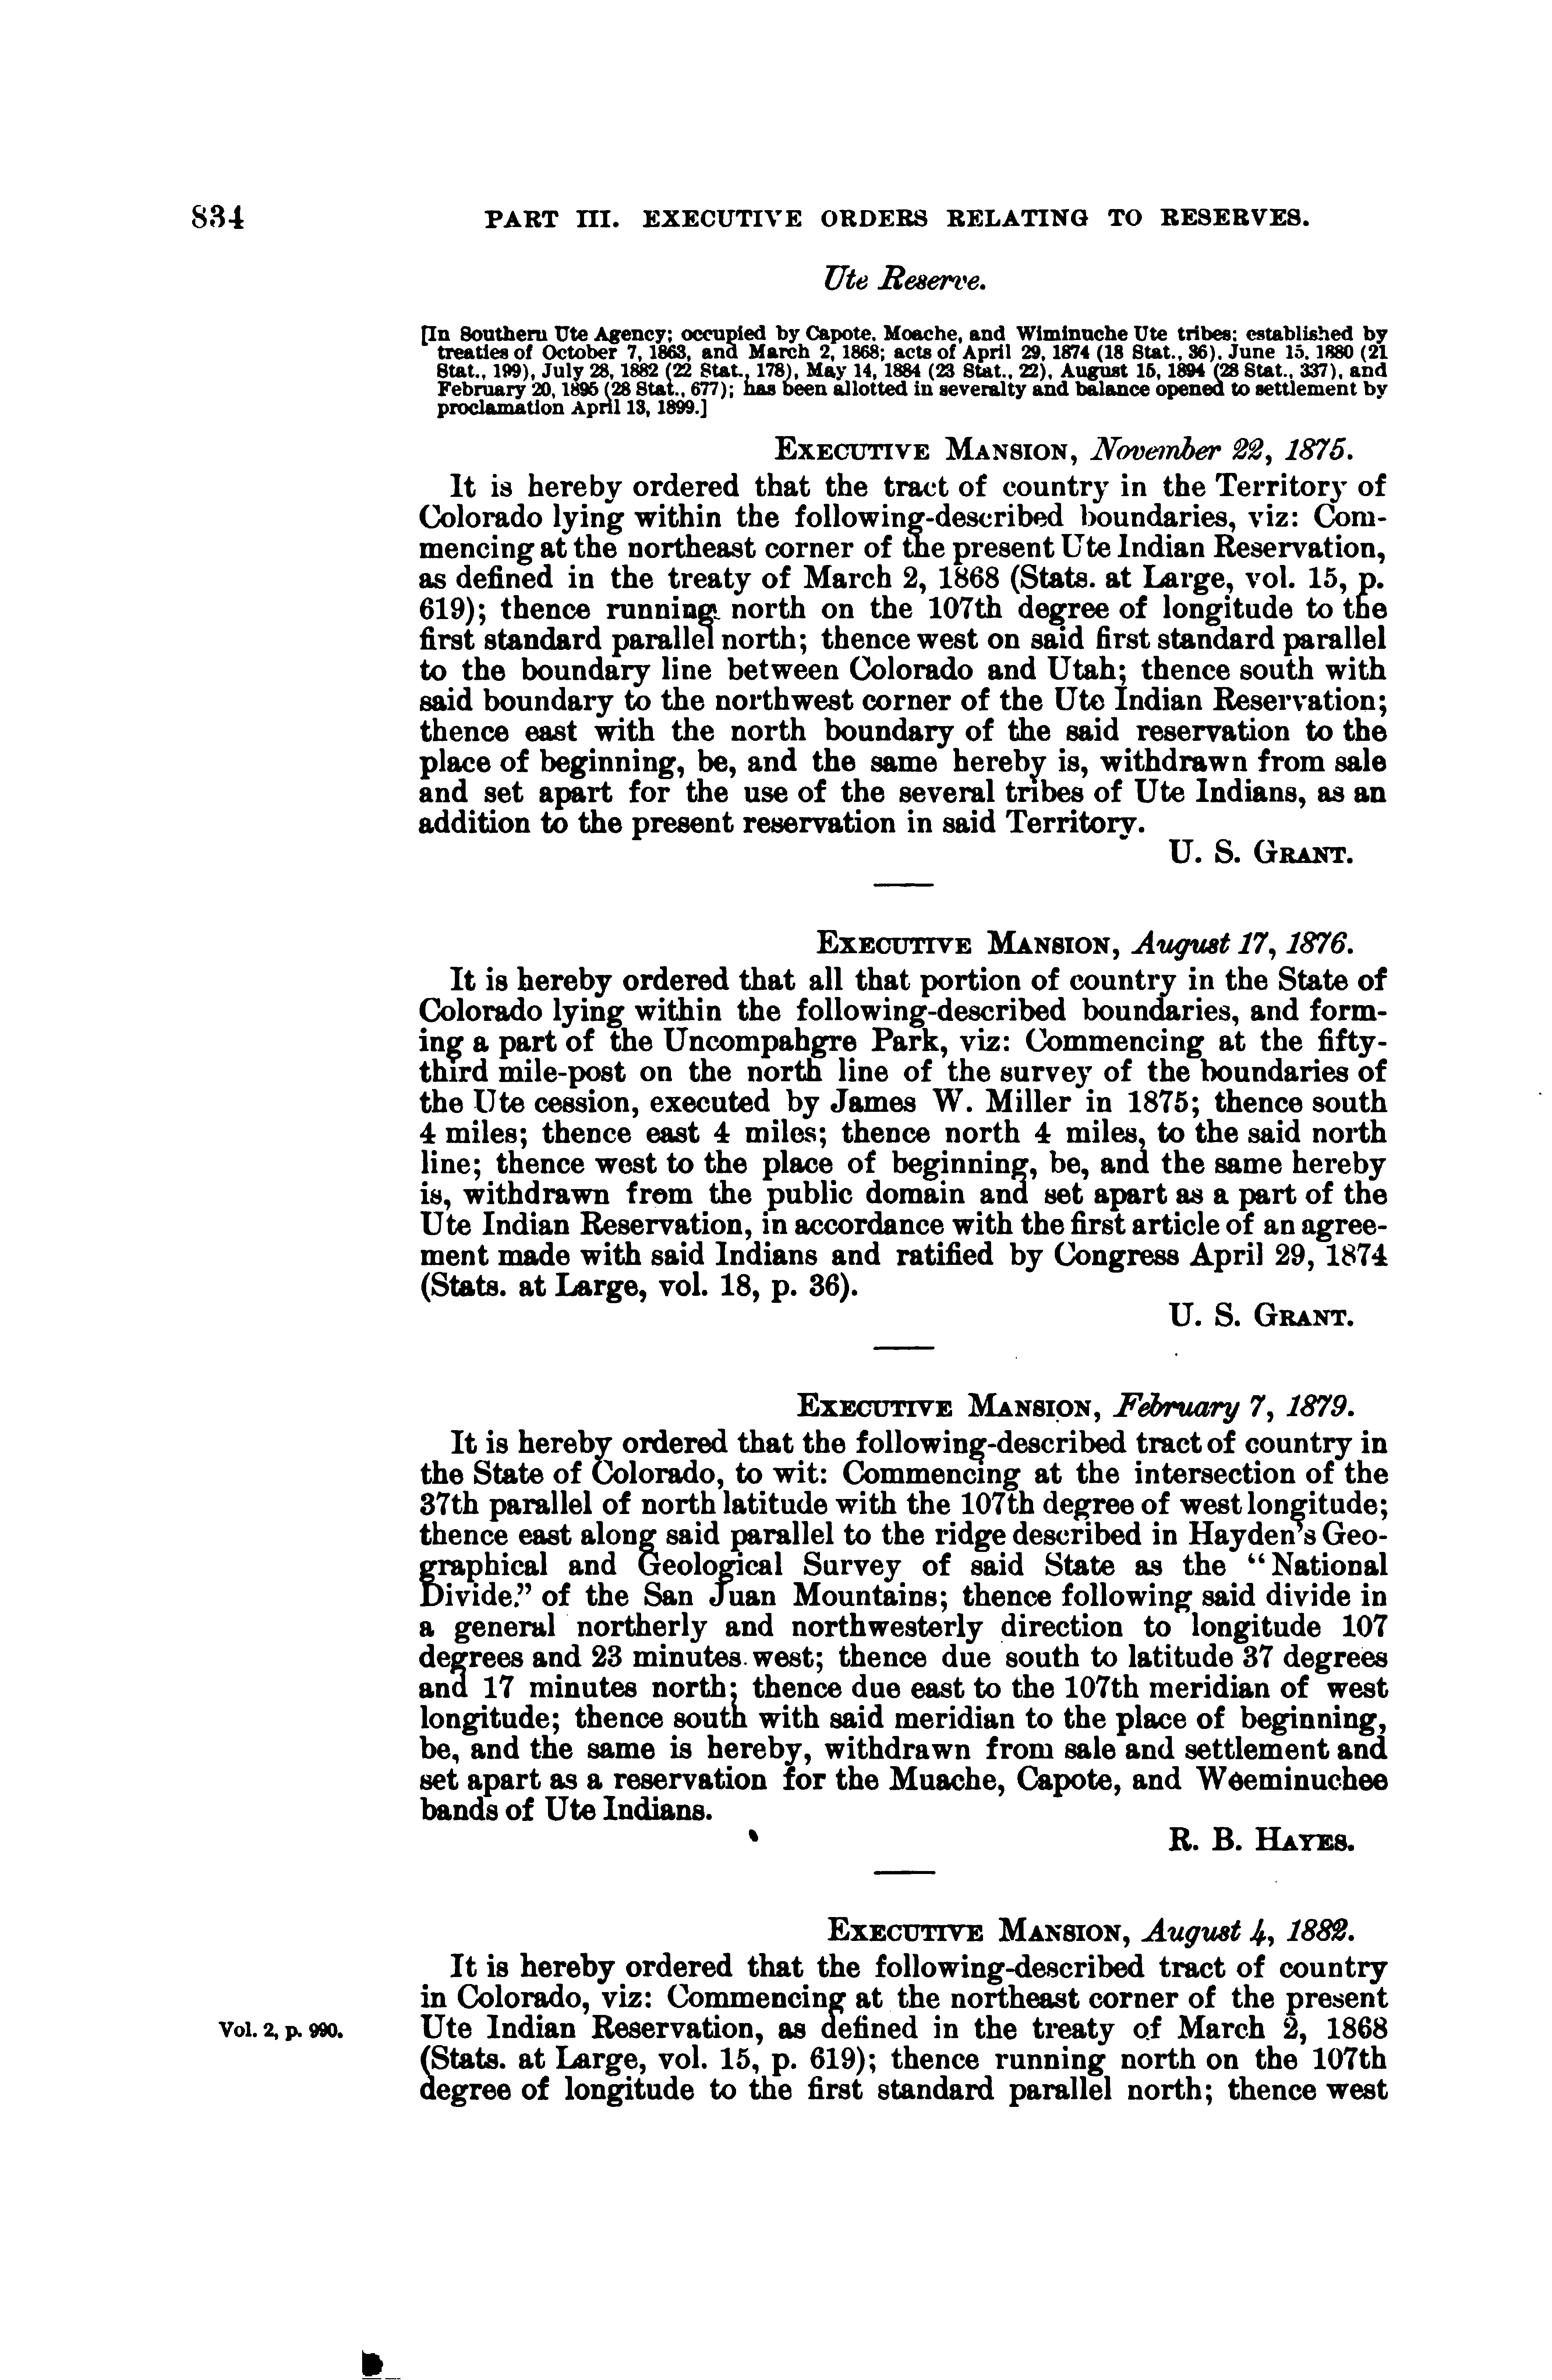 834 PART III. EXECUTIVE ORDERS RELATING TO RESERVES.
Ute Reserve.
[In Southern Ute Agency; occupied by Capote, Moache, and Wiminuche Ute tribes; established by
treaties of October 7, 1863, and March 2, 1868; acts of April 29, 1874 (18 Stat., 36), June 15, 1880 (21
Stat., 199), July 28, 1882 (22 Stat., 178), May 14, 1884 (23 Stat., 22), August 15, 1894 (28 Stat., 337), and
February 20, 1895 (28 Stat., 677); has been allotted in severalty and balance opened to settlement by
proclamation April 13, 1899.]
EXECUTIVE MANSION, November 22, 1875.
It is hereby ordered that the tract of country in the Territory of
Colorado lying within the following-described boundaries, viz: Com-
mencing at the northeast corner of the present Ute Indian Reservation,
as defined in the treaty of March 2, 1868 (Stats. at Large, vol. 15, p.
619); thence running north on the 107th degree of longitude to the
first standard parallel north; thence west on said first standard parallel
to the boundary line between Colorado and Utah; thence south with
said boundary to the northwest corner of the Ute Indian Reservation;
thence east with the north boundary of the said reservation to the
place of beginning, be, and the same hereby is, withdrawn from sale
and set apart for the use of the several tribes of Ute Indians, as an
addition to the present reservation in said Territory.
U. S. GRANT.
EXECUTIVE MANSION, August 17, 1876.
It is hereby ordered that all that portion of country in the State of
Colorado lying within the following-described boundaries, and form-
ing a part of the Uncompahgre Park, viz: Commencing at the fifty-
third mile-post on the north line of the survey of the boundaries of
the Ute cession, executed by James W. Miller in 1875; thence south
4 miles; thence east 4 miles; thence north 4 miles, to the said north
line; thence west to the place of beginning, be, and the same hereby
is, withdrawn from the public domain and set apart as a part of the
Ute Indian Reservation, in accordance with the first article of an agree-
ment made with said Indians and ratified by Congress April 29, 1874
(Stats. at Large, vol. 18, p. 36).
U. S. GRANT.
EXECUTIVE MANSION, February 7, 1879.
It is hereby ordered that the following-described tract of country in
the State of Colorado, to wit: Commencing at the intersection of the
37th parallel of north latitude with the 107th degree of west longitude;
thence east along said parallel to the ridge described in Hayden's Geo-
graphical and Geological Survey of said State as the "National
Divide." of the San Juan Mountains; thence following said divide in
a general northerly and northwesterly direction to longitude 107
degrees and 23 minutes west; thence due south to latitude 37 degrees
and 17 minutes north; thence due east to the 107th meridian of west
longitude; thence south with said meridian to the place of beginning,
be, and the same is hereby, withdrawn from sale and settlement and
set apart as a reservation for the Muache, Capote, and Weeminuchee
bands of Ute Indians.
R. B. HAYES.
EXECUTIVE MANSION, August 4, 1882.
It is hereby ordered that the following-described tract of country
in Colorado, viz: Commencing at the northeast corner of the present
Vol. 2, p. 990. Ute Indian Reservation, as defined in the treaty of March 2, 1868
(Stats. at Large, vol. 15, p. 619); thence running north on the 107th
degree of longitude to the first standard parallel north; thence west